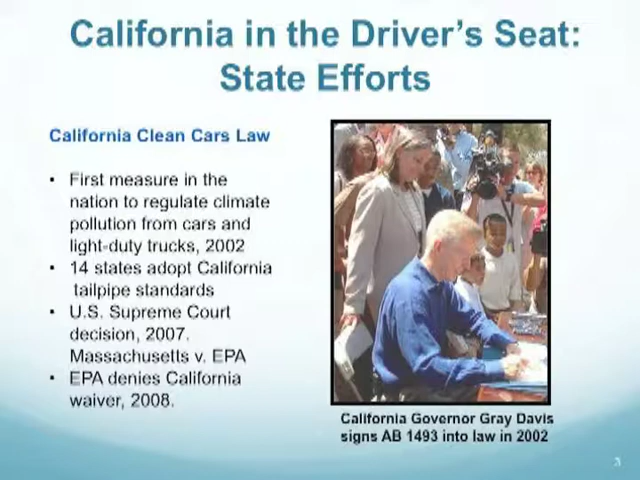 California in the Driver's Seat:
State Efforts
California Clean Cars Law
• First measure in the
nation to regulate climate
pollution from cars and
light-duty trucks, 2002
• 14 states adopt California
tailpipe standards
• U.S. Supreme Court
decision, 2007.
Massachusetts v. EPA
• EPA denies California
waiver, 2008.
California Governor Gray Davis
signs AB 1493 into law in 2002